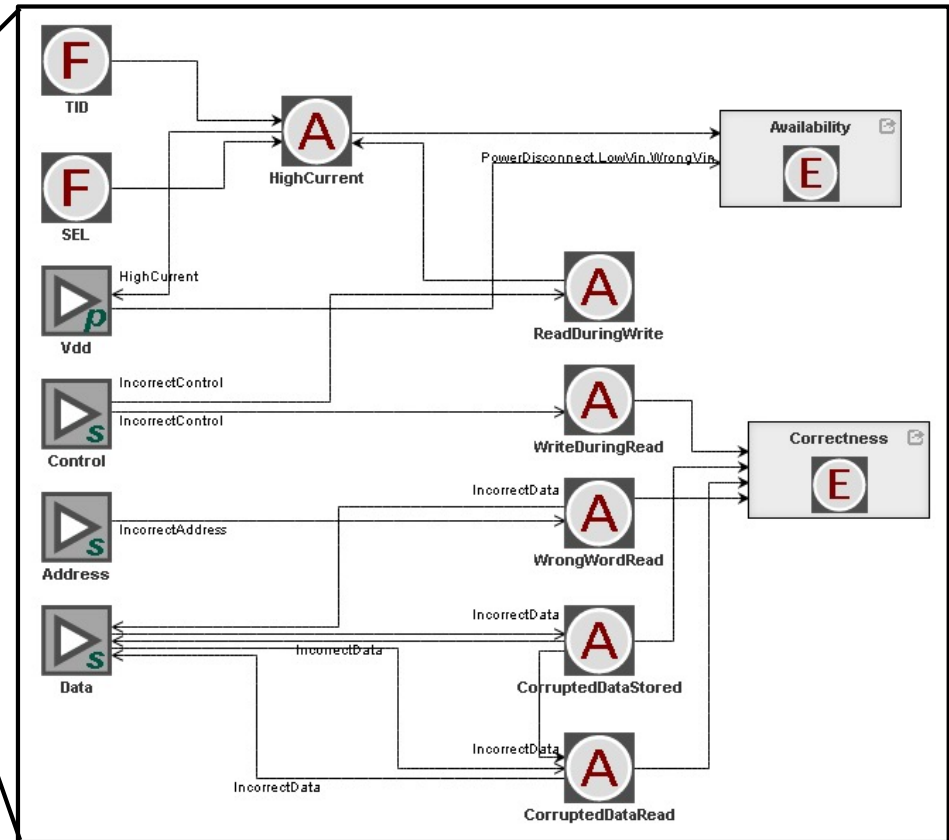 F
TID
A
HighCurrent
Availability
E
PowerDisconnect.LowVin.WrongVin
F
SEL
HighCurrent
p
Vdd
A
ReadDuringWrite
IncorrectControl
IncorrectControl
s
Control
A
WriteDuringRead
Correctness
E
IncorrectData
IncorrectAddress
s
Address
A
WrongWordRead
IncorrectData
IncorrectData
s
Data
A
CorruptedDataStored
IncorrectData
IncorrectData
A
CorruptedDataRead